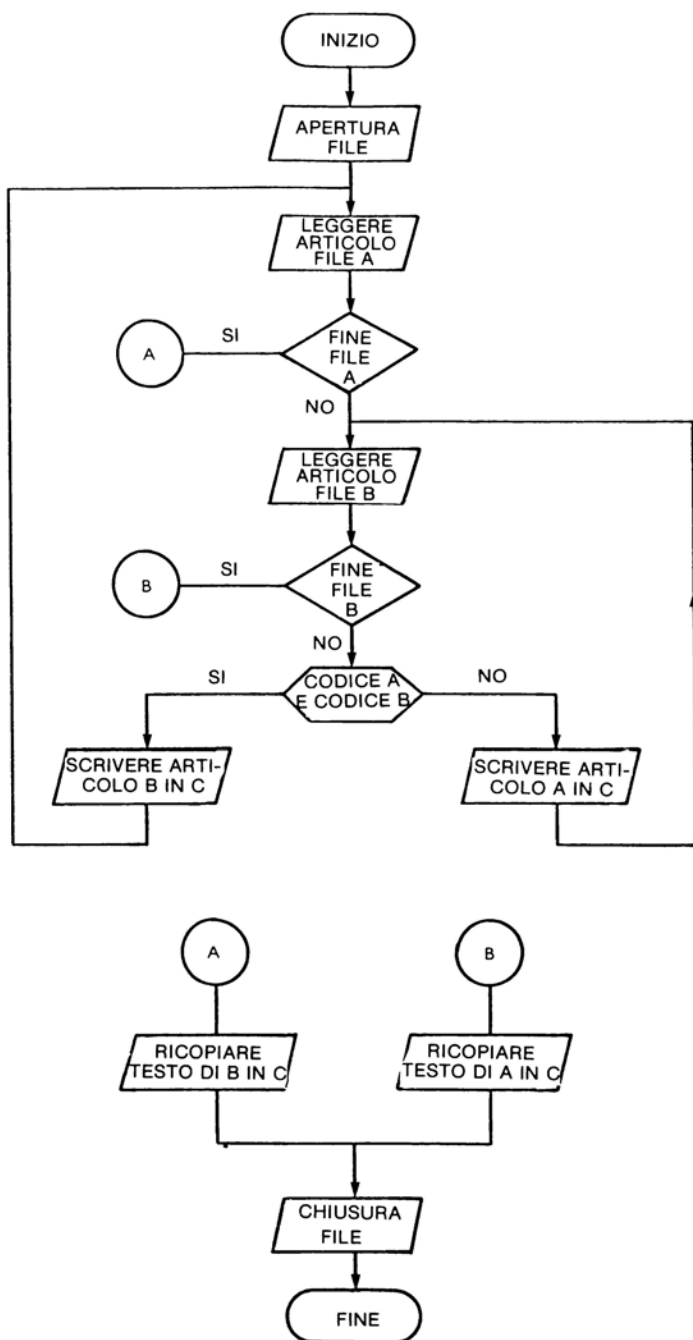 INIZIO
APERTURA
FILE
LEGGERE
ARTICOLO
FILE A
A
SI
FINE
FILE
A
NO
LEGGERE
ARTICOLO
FILE B
B
SI
FINE
FILE
B
NO
SI
CODICE A
E CODICE B
NO
SCRIVERE ARTI-
COLO B IN C
SCRIVERE ARTI-
COLO A IN C
A
B
RICOPIARE
TESTO DI B IN C
RICOPIARE
TESTO DI A IN C
CHIUSURA
FILE
FINE